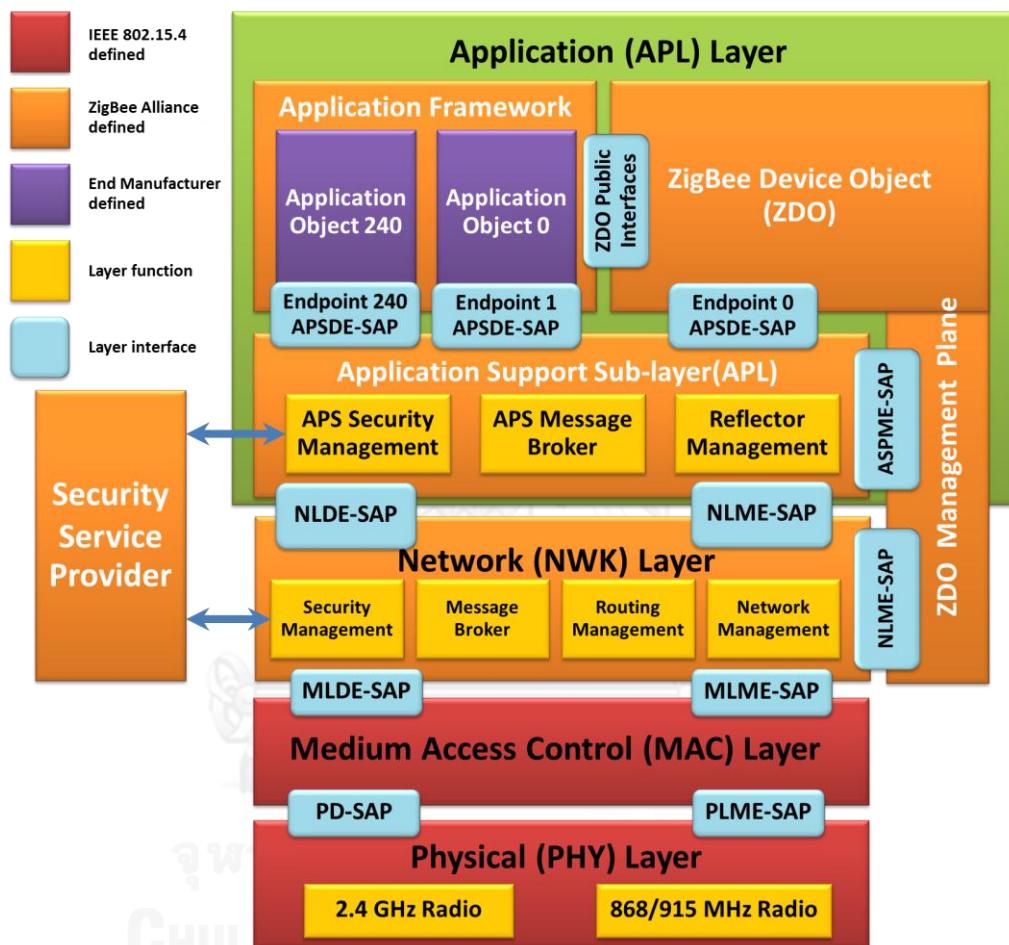 IEEE 802.15.4
defined
ZigBee Alliance
defined
End Manufacturer
defined
Layer function
Layer interface
Application (APL) Layer
Application Framework
Application
Object 240
Application
Object 0
ZDO Public
Interfaces
ZigBee Device Object
(ZDO)
Endpoint 240
APSDE-SAP
Endpoint 1
APSDE-SAP
Endpoint 0
APSDE-SAP
Application Support Sub-layer(APL)
APS Security
Management
APS Message
Broker
Reflector
Management
ASPME-SAP
ZDO Management Plane
Security
Service
Provider
NLDE-SAP
NLME-SAP
Network (NWK) Layer
Security
Management
Message
Broker
Routing
Management
Network
Management
NLME-SAP
MLDE-SAP
MLME-SAP
Medium Access Control (MAC) Layer
PD-SAP
PLME-SAP
Physical (PHY) Layer
2.4 GHz Radio
868/915 MHz Radio